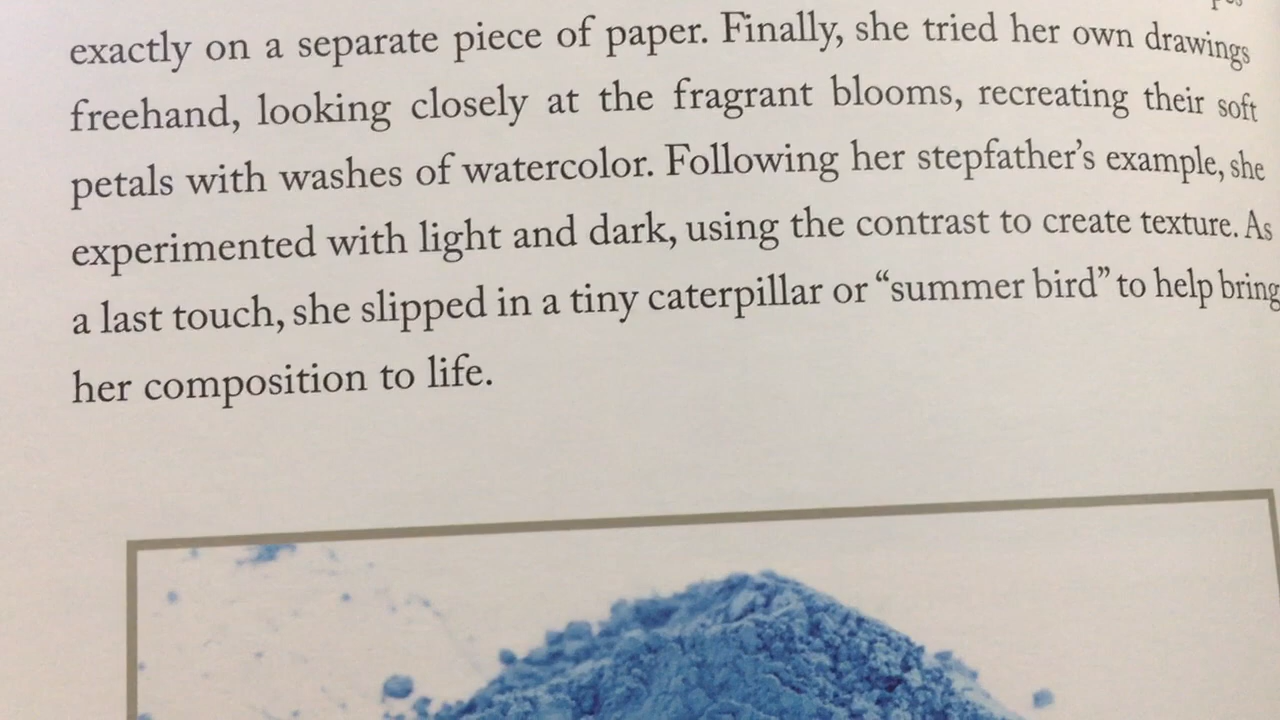 exactly on a separate piece of paper. Finally, she tried her own drawings
freehand, looking closely at the fragrant blooms, recreating their soft
petals with washes of watercolor. Following her stepfather’s example, she
experimented with light and dark, using the contrast to create texture. As
a last touch, she slipped in a tiny caterpillar or “summer bird” to help bring
her composition to life.